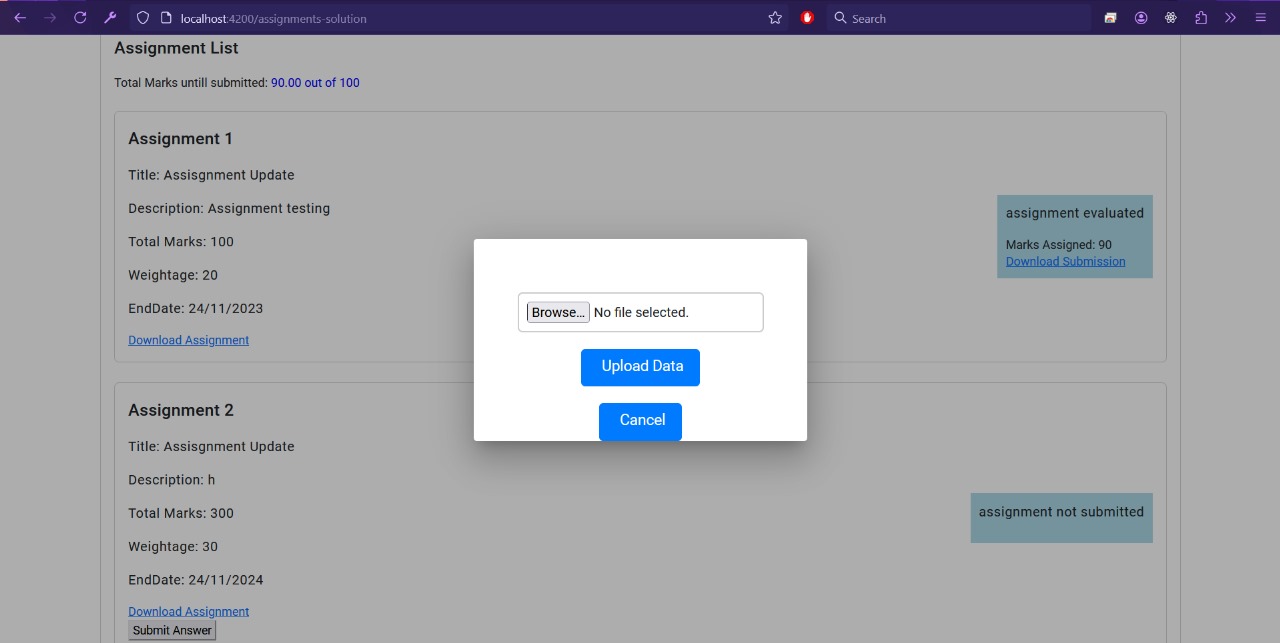 localhost:4200/assignments-solution
Search
Assignment List
Total Marks untill submitted: 90.00 out of 100
Assignment 1
Title: Assisgnment Update
Description: Assignment testing
Total Marks: 100
Weightage: 20
EndDate: 24/11/2023
Download Assignment
assignment evaluated
Marks Assigned: 90
Download Submission
Browse... No file selected.
Upload Data
Cancel
Assignment 2
Title: Assisgnment Update
Description: h
Total Marks: 300
Weightage: 30
EndDate: 24/11/2024
Download Assignment
Submit Answer
assignment not submitted